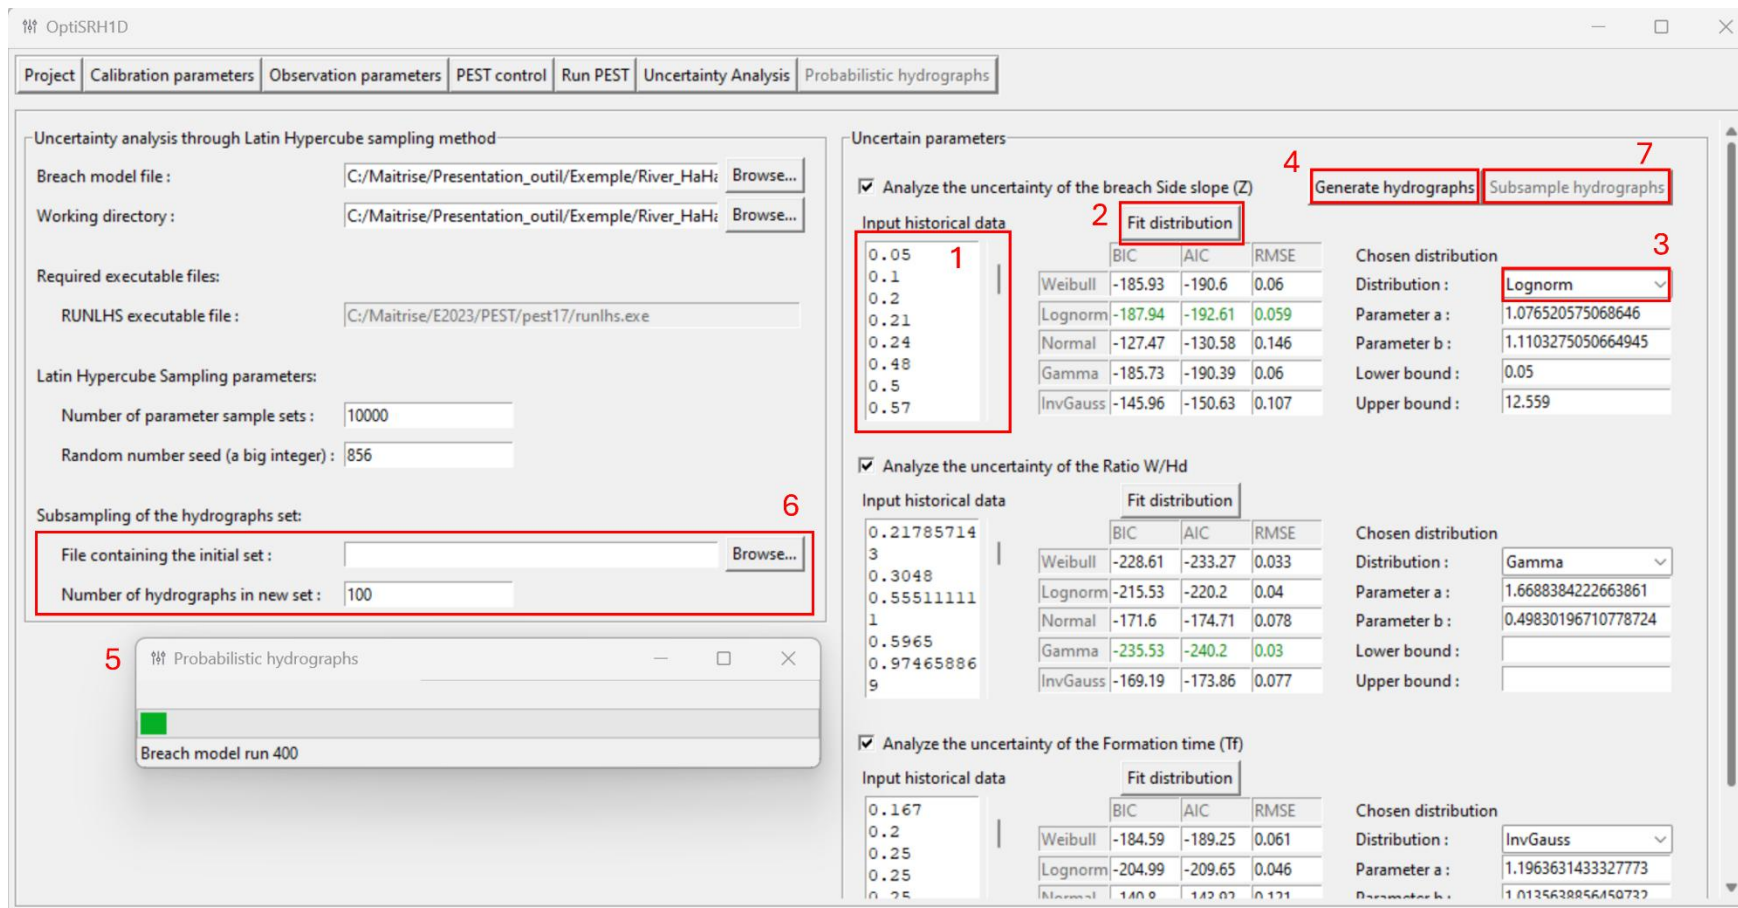 OptiSRH1D
Project Calibration parameters Observation parameters PEST control Run PEST Uncertainty Analysis Probabilistic hydrographs
Uncertainty analysis through Latin Hypercube sampling method
Breach model file : C:/Maitrise/Presentation_outil/Exemple/River_HaHa Browse...
Working directory : C:/Maitrise/Presentation_outil/Exemple/River_HaHa Browse...
Required executable files:
RUNLHS executable file : C:/Maitrise/E2023/PEST/pest17/runlhs.exe
Latin Hypercube Sampling parameters:
Number of parameter sample sets : 10000
Random number seed (a big integer) : 856
Subsampling of the hydrographs set:
6
File containing the initial set : Browse...
Number of hydrographs in new set : 100
5
Probabilistic hydrographs
Breach model run 400
Uncertain parameters
Analyze the uncertainty of the breach Side slope (Z)
4
Generate hydrographs
7
Subsample hydrographs
Input historical data
2
Fit distribution
1
0.05
0.1
0.2
0.21
0.24
0.48
0.5
0.57
BIC AIC RMSE
Weibull -185.93 -190.6 0.06
Lognorm -187.94 -192.61 0.059
Normal -127.47 -130.58 0.146
Gamma -185.73 -190.39 0.06
InvGauss -145.96 -150.63 0.107
Chosen distribution
3
Distribution : Lognorm
Parameter a : 1.076520575068646
Parameter b : 1.1103275050664945
Lower bound : 0.05
Upper bound : 12.559
Analyze the uncertainty of the Ratio W/Hd
Input historical data
Fit distribution
0.21785714
3
0.3048
0.55511111
1
0.5965
0.97465886
9
BIC AIC RMSE
Weibull -228.61 -233.27 0.033
Lognorm -215.53 -220.2 0.04
Normal -171.6 -174.71 0.078
Gamma -235.53 -240.2 0.03
InvGauss -169.19 -173.86 0.077
Chosen distribution
Distribution : Gamma
Parameter a : 1.6688384222663861
Parameter b : 0.49830196710778724
Lower bound :
Upper bound :
Analyze the uncertainty of the Formation time (Tf)
Input historical data
Fit distribution
0.167
0.2
0.25
0.25
0.25
BIC AIC RMSE
Weibull -184.59 -189.25 0.061
Lognorm -204.99 -209.65 0.046
Normal -140.8 -143.92 0.121
Chosen distribution
Distribution : InvGauss
Parameter a : 1.1963631433327773
Parameter b : 1.0135638856459732